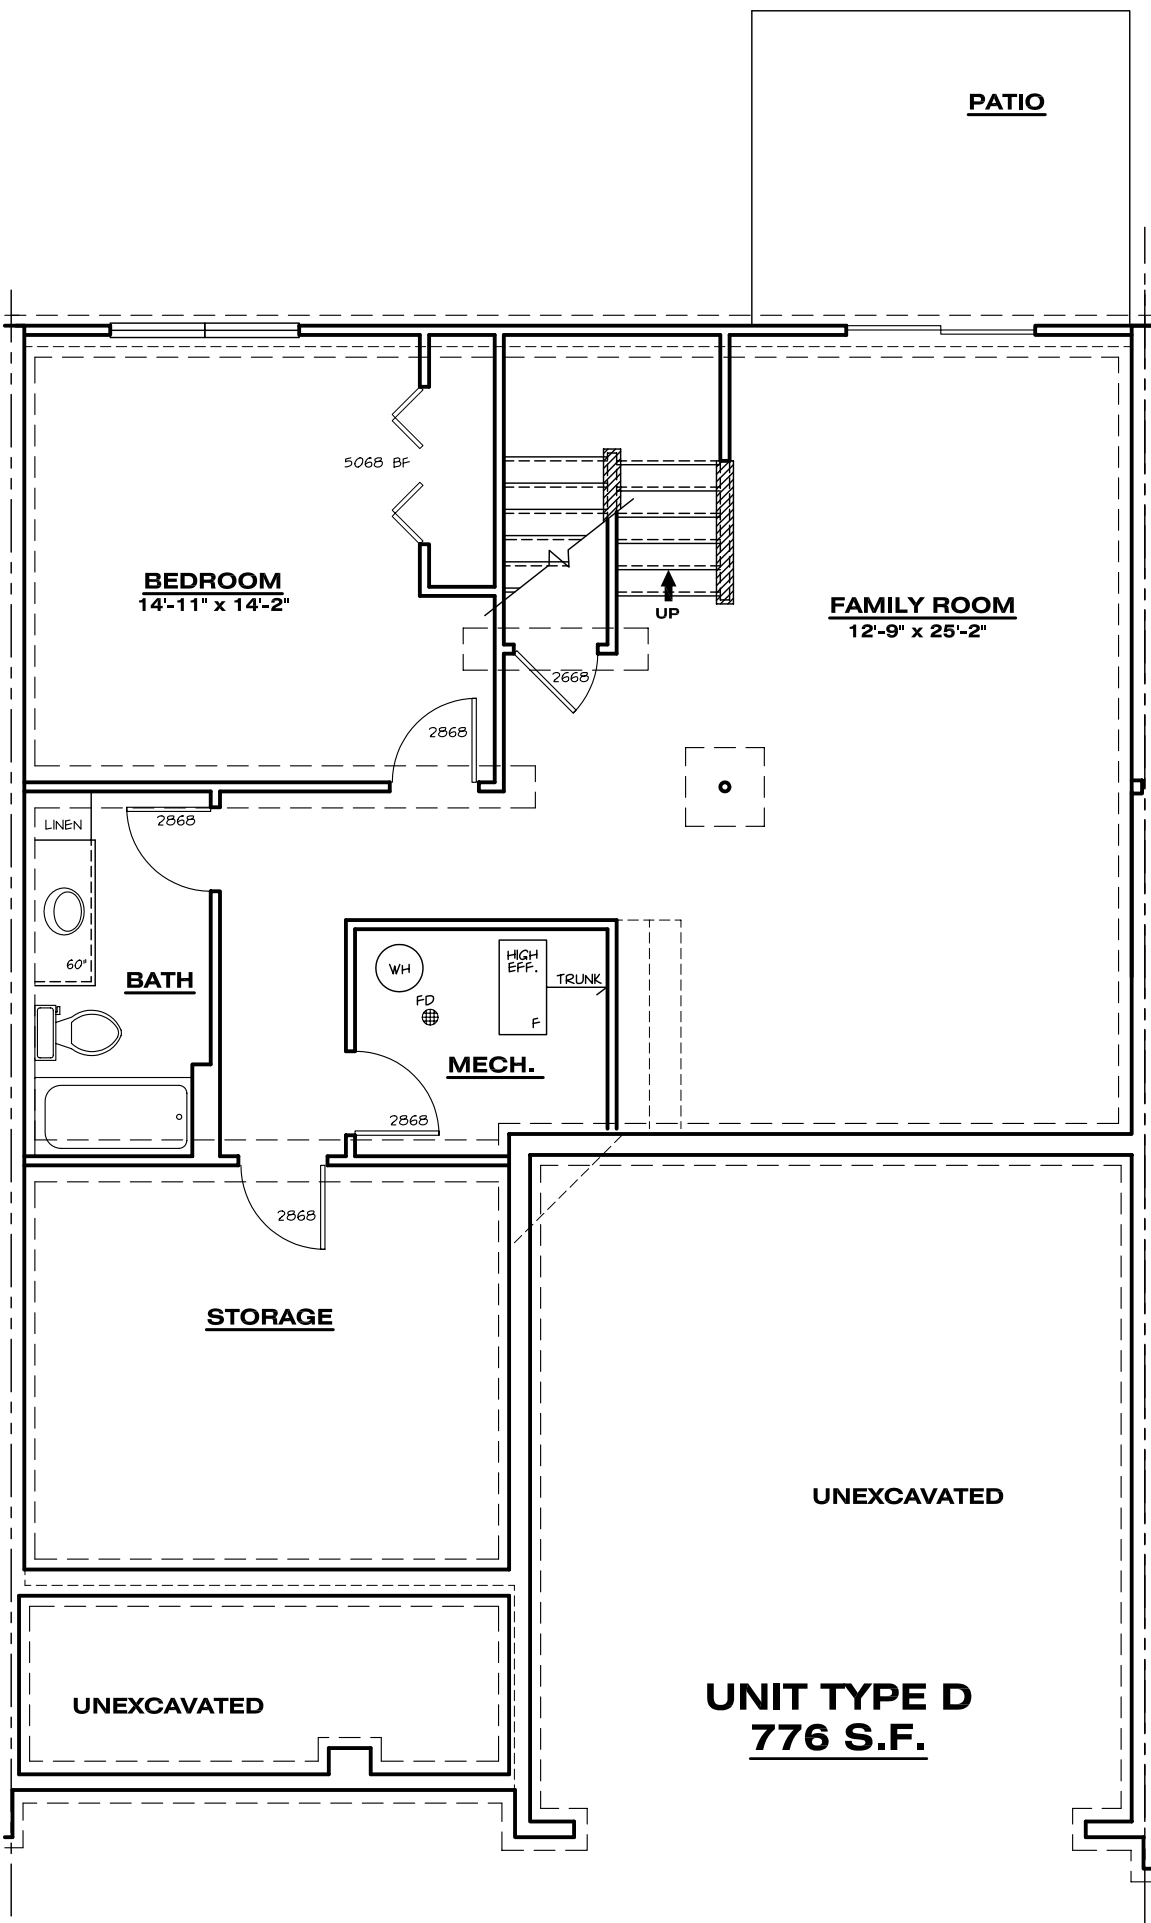 PATIO
5068 BF
BEDROOM
14'-11" x 14'-2"
UP
FAMILY ROOM
12'-9" x 25'-2"
2668
2868
LINEN
2868
60"
BATH
WH
HIGH
EFF.
TRUNK
FD
F
MECH.
2868
2868
STORAGE
UNEXCAVATED
UNEXCAVATED
UNIT TYPE D
776 S.F.